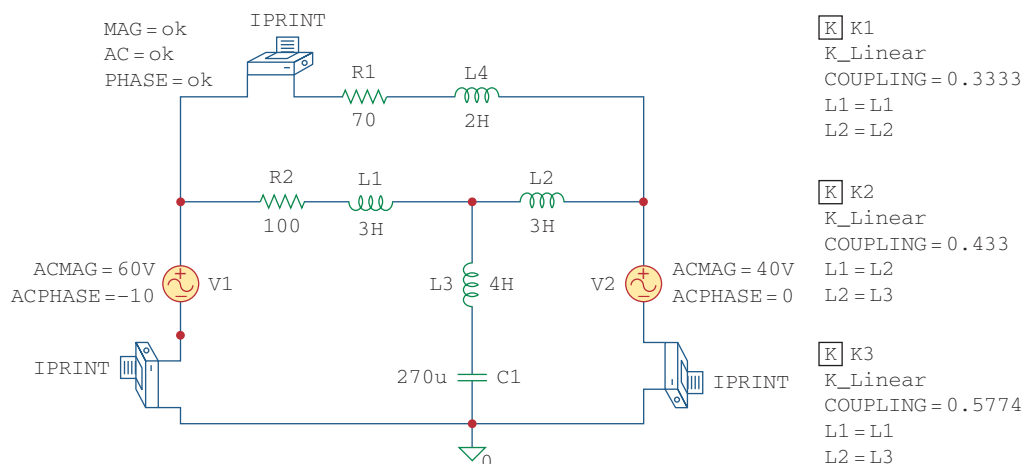 IPRINT
MAG = ok
AC = ok
PHASE = ok
R1
70
L4
2H
R2
100
L1
3H
L2
3H
ACMAG = 60V
ACPHASE = −10
V1
L3
4H
V2
ACMAG = 40V
ACPHASE = 0
IPRINT
270u
C1
IPRINT
0
K K1
K_Linear
COUPLING = 0.3333
L1 = L1
L2 = L2
K K2
K_Linear
COUPLING = 0.433
L1 = L2
L2 = L3
K K3
K_Linear
COUPLING = 0.5774
L1 = L1
L2 = L3